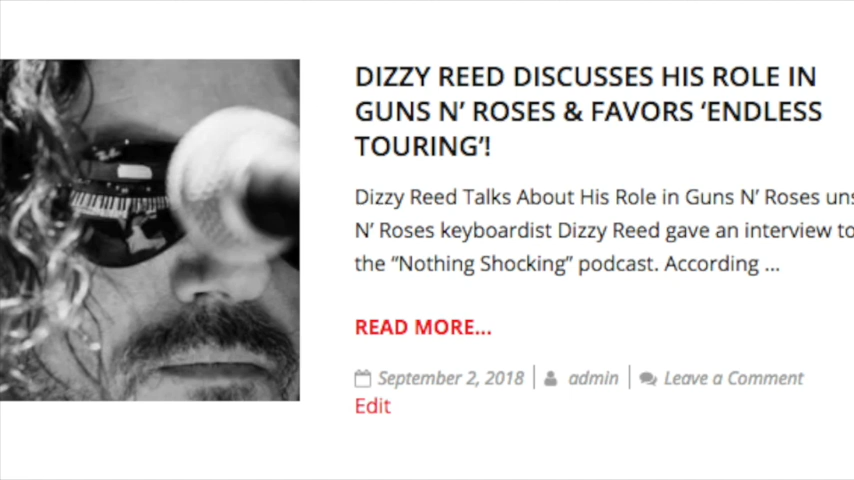 DIZZY REED DISCUSSES HIS ROLE IN
GUNS N’ ROSES & FAVORS ‘ENDLESS
TOURING’!
Dizzy Reed Talks About His Role in Guns N’ Roses
N’ Roses keyboardist Dizzy Reed gave an interview to
the “Nothing Shocking” podcast. According ...
READ MORE...
September 2, 2018 | admin | Leave a Comment
Edit